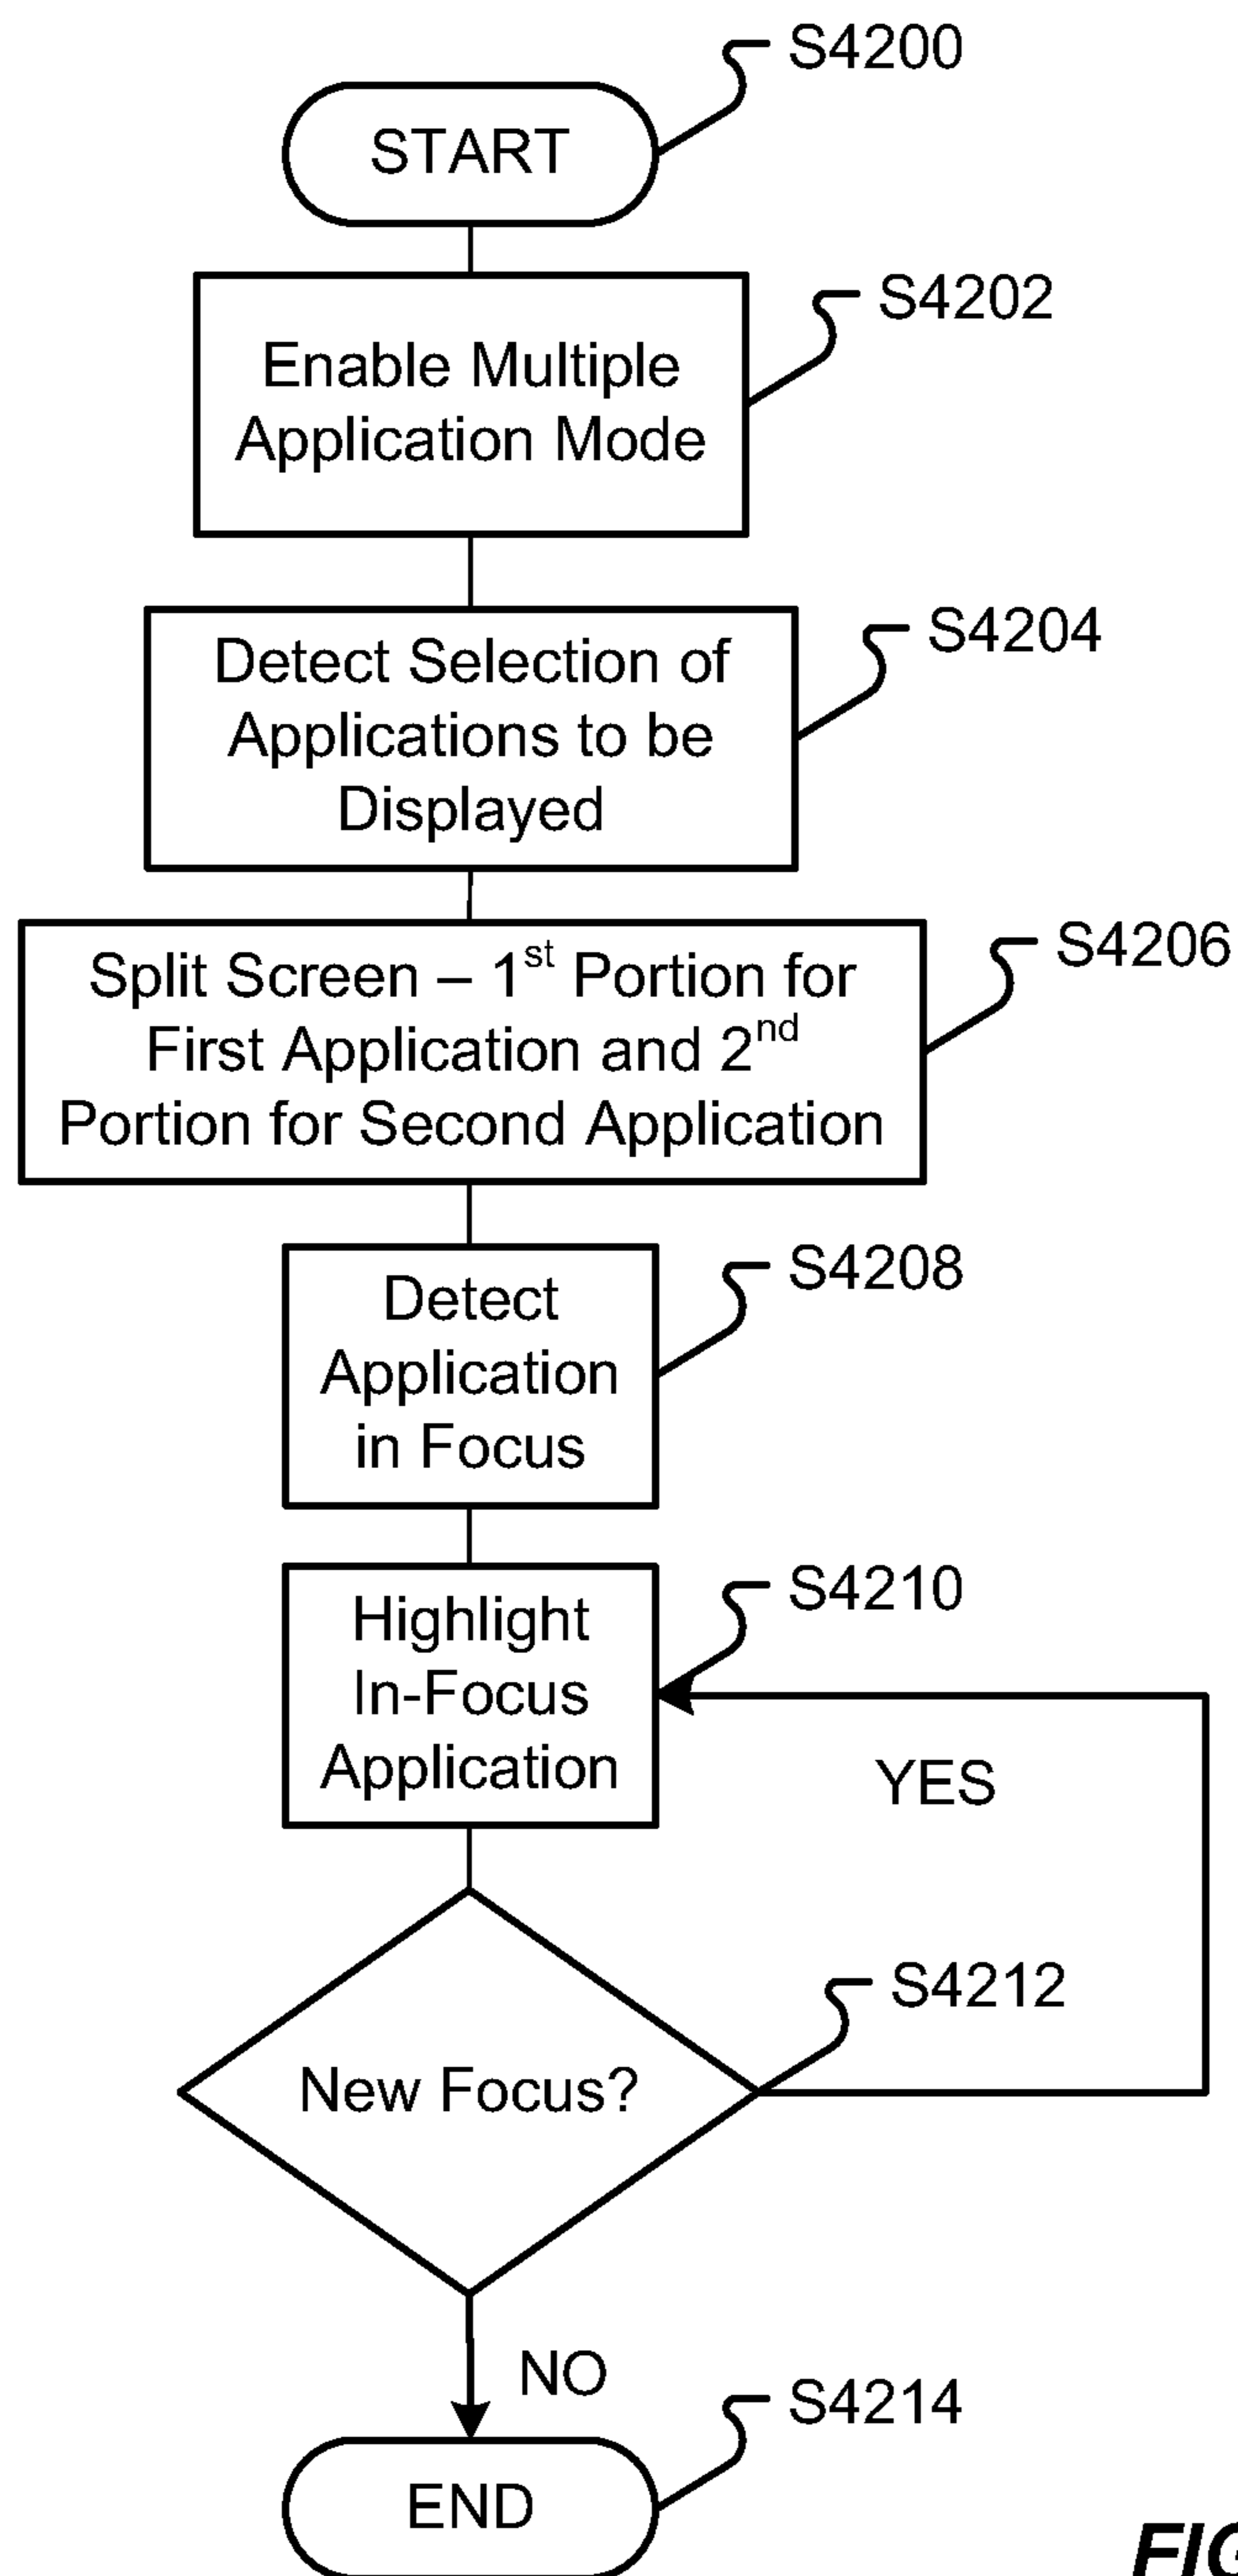 S4200
START
S4202
Enable Multiple
Application Mode
S4204
Detect Selection of
Applications to be
Displayed
S4206
Split Screen – 1st Portion for
First Application and 2nd
Portion for Second Application
S4208
Detect
Application
in Focus
S4210
Highlight
In-Focus
Application
YES
S4212
New Focus?
NO
S4214
END